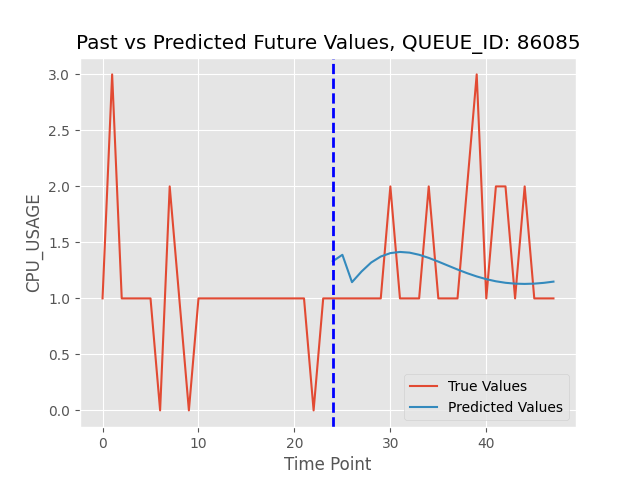 Past vs Predicted Future Values, QUEUE_ID: 86085
CPU_USAGE
3.0
2.5
2.0
1.5
1.0
0.5
0.0
0 10 20 30 40
Time Point
True Values
Predicted Values